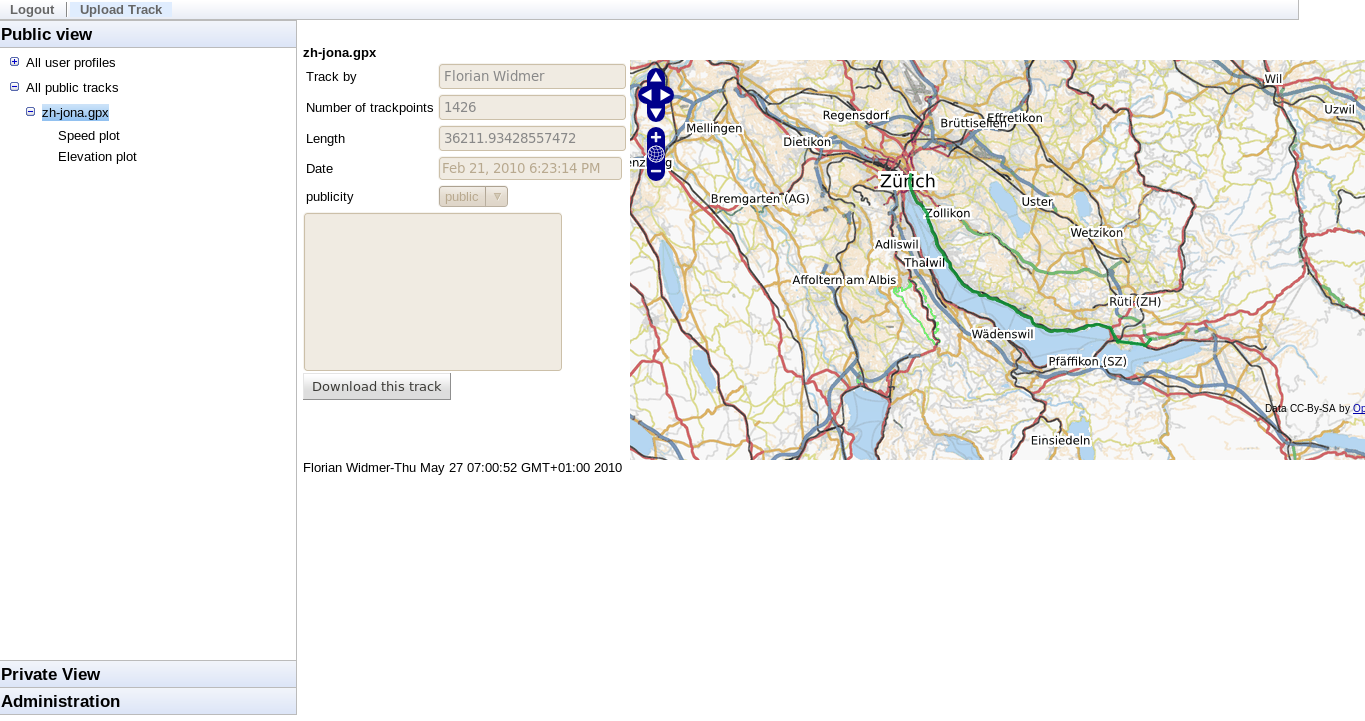 Logout Upload Track
Public view
All user profiles
All public tracks
zh-jona.gpx
Speed plot
Elevation plot
Private View
Administration
zh-jona.gpx
Track by Florian Widmer
Number of trackpoints 1426
Length 36211.93428557472
Date Feb 21, 2010 6:23:14 PM
publicity public
Download this track
Florian Widmer-Thu May 27 07:00:52 GMT+01:00 2010
Wil
Uzwil
Regensdorf
Effretikon
Mellingen
Dietikon
Zürich
Bremgarten (AG)
Uster
Zollikon
Wetzikon
Adliswil
Thalwil
Affoltern am Albis
Rüti (ZH)
Wädenswil
Pfäffikon (SZ)
Data CC-By-SA by Op
Einsiedeln